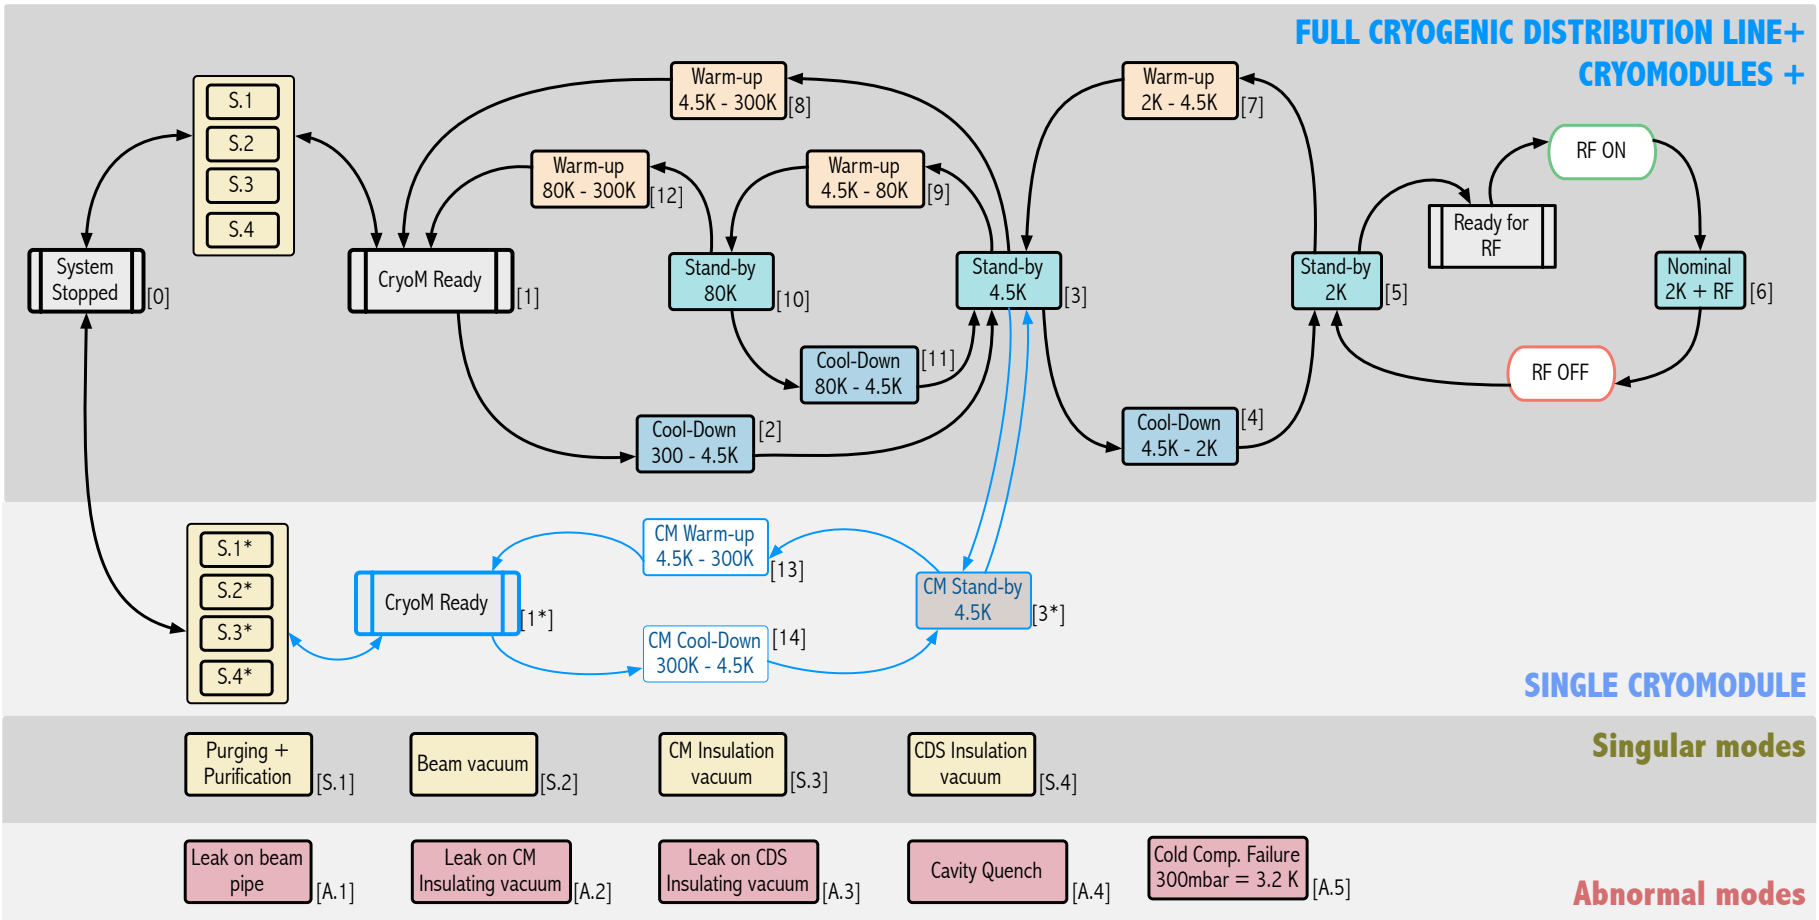 FULL CRYOGENIC DISTRIBUTION LINE+
CRYOMODULES +
S.1
S.2
S.3
S.4
System
Stopped
[0]
CryoM Ready
[1]
Warm-up
4.5K - 300K
[8]
Warm-up
80K - 300K
[12]
Warm-up
4.5K - 80K
[9]
Stand-by
80K
[10]
Cool-Down
80K - 4.5K
[11]
Cool-Down
300 - 4.5K
[2]
Stand-by
4.5K
[3]
Warm-up
2K - 4.5K
[7]
Cool-Down
4.5K - 2K
[4]
Stand-by
2K
[5]
Ready for
RF
RF ON
Nominal
2K + RF
[6]
RF OFF
S.1*
S.2*
S.3*
S.4*
CryoM Ready
[1*]
CM Warm-up
4.5K - 300K
[13]
CM Cool-Down
300K - 4.5K
[14]
CM Stand-by
4.5K
[3*]
SINGLE CRYOMODULE
Purging +
Purification
[S.1]
Beam vacuum
[S.2]
CM Insulation
vacuum
[S.3]
CDS Insulation
vacuum
[S.4]
Singular modes
Leak on beam
pipe
[A.1]
Leak on CM
Insulating vacuum
[A.2]
Leak on CDS
Insulating vacuum
[A.3]
Cavity Quench
[A.4]
Cold Comp. Failure
300mbar = 3.2 K
[A.5]
Abnormal modes